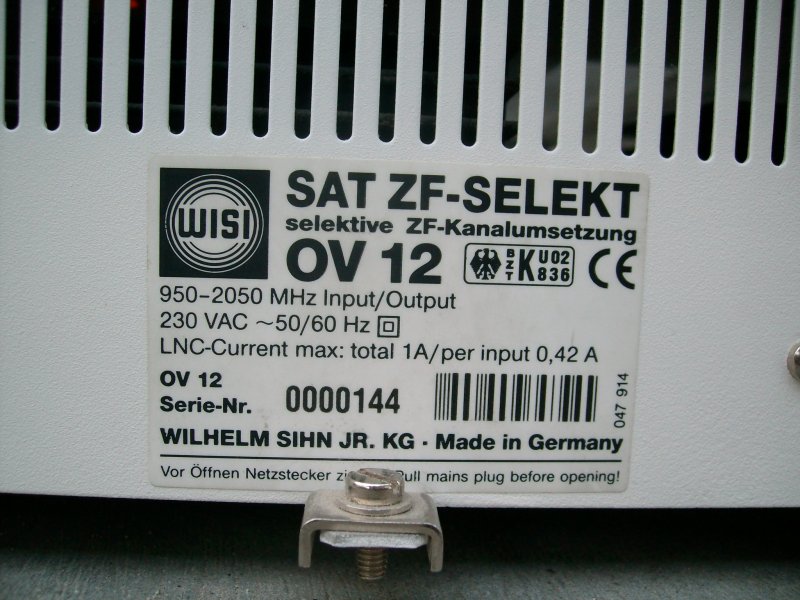 WISI
SAT ZF-SELEKT
selektive ZF-Kanalumsetzung
OV 12
BZT K U02 836 CE
950-2050 MHz Input/Output
230 VAC ~50/60 Hz
LNC-Current max: total 1A/per input 0,42 A
OV 12
Serie-Nr. 0000144
047 914
WILHELM SIHN JR. KG · Made in Germany
Vor Öffnen Netzstecker mains plug before opening!